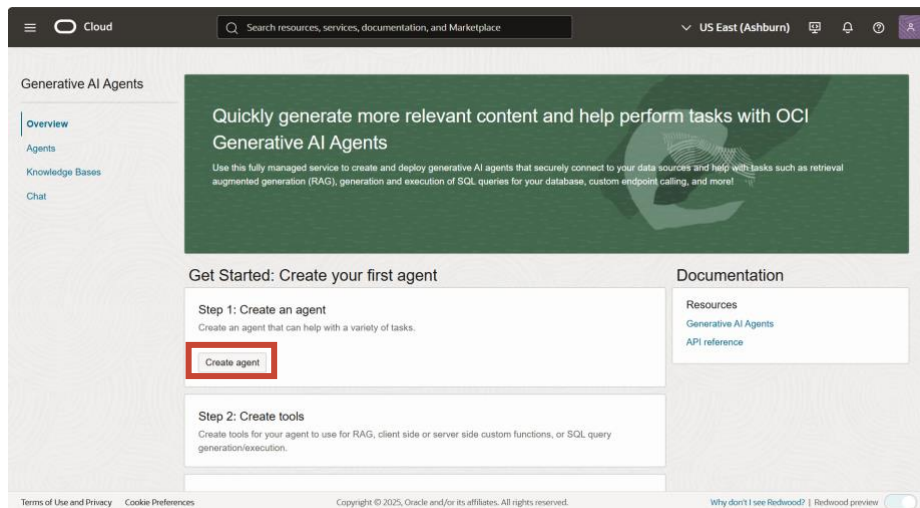 Cloud
Search resources, services, documentation, and Marketplace
US East (Ashburn)
Generative AI Agents
Overview
Agents
Knowledge Bases
Chat
Quickly generate more relevant content and help perform tasks with OCI
Generative AI Agents
Use this fully managed service to create and deploy generative AI agents that securely connect to your data sources and help with tasks such as retrieval
augmented generation (RAG), generation and execution of SQL queries for your database, custom endpoint calling, and more!
Get Started: Create your first agent
Step 1: Create an agent
Create an agent that can help with a variety of tasks.
Create agent
Step 2: Create tools
Create tools for your agent to use for RAG, client side or server side custom functions, or SQL query
generation/execution.
Documentation
Resources
Generative AI Agents
API reference
Terms of Use and Privacy Cookie Preferences
Copyright © 2025, Oracle and/or its affiliates. All rights reserved.
Why don't I see Redwood? | Redwood preview